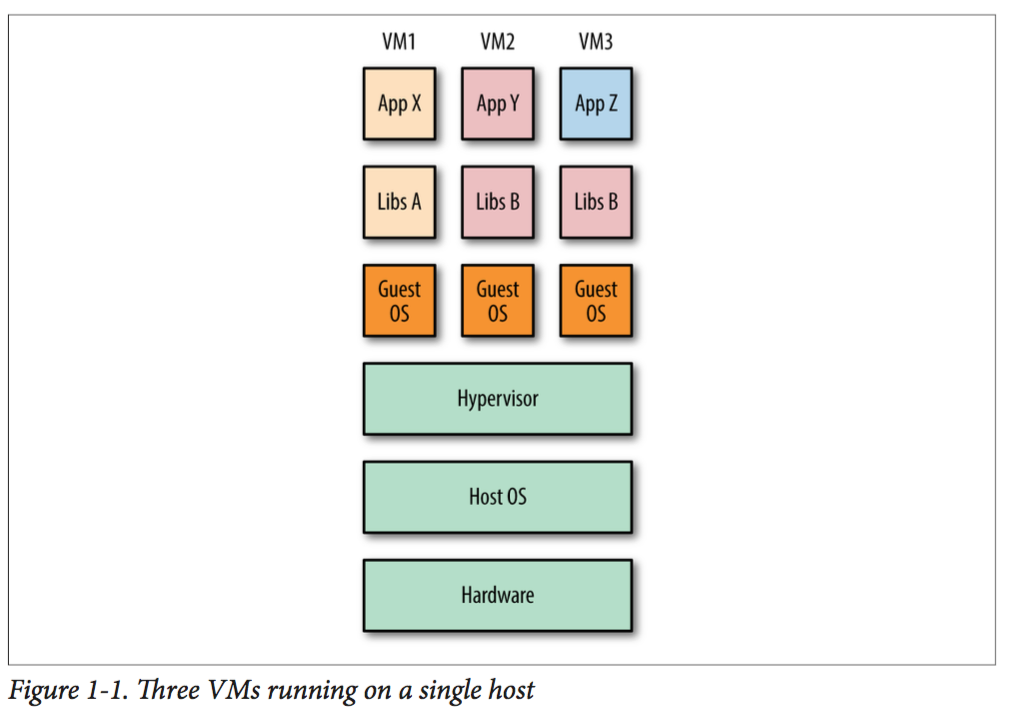 VM1 VM2 VM3
App X App Y App Z
Libs A Libs B Libs B
Guest OS Guest OS Guest OS
Hypervisor
Host OS
Hardware
Figure 1-1. Three VMs running on a single host